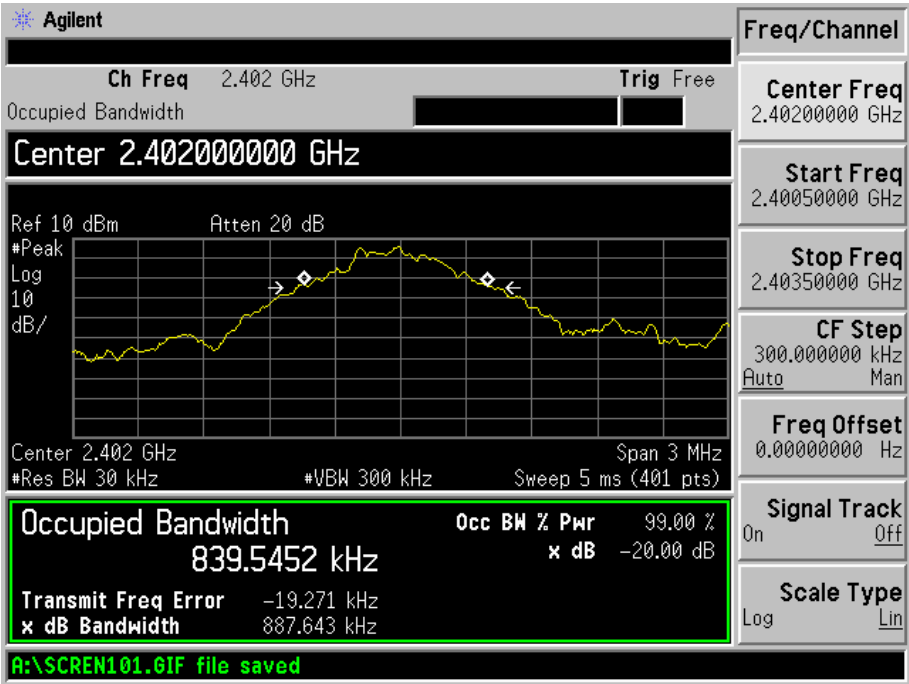 Agilent
Freq/Channel
Ch Freq 2.402 GHz Trig Free
Occupied Bandwidth
Center 2.402000000 GHz
Ref 10 dBm Atten 20 dB
#Peak
Log
10
dB/
Center 2.402 GHz Span 3 MHz
#Res BW 30 kHz #VBW 300 kHz Sweep 5 ms (401 pts)
Occupied Bandwidth
839.5452 kHz
Occ BW % Pwr 99.00 %
x dB -20.00 dB
Transmit Freq Error -19.271 kHz
x dB Bandwidth 887.643 kHz
A:\SCREN101.GIF file saved
Center Freq
2.40200000 GHz
Start Freq
2.40050000 GHz
Stop Freq
2.40350000 GHz
CF Step
300.000000 kHz
Auto Man
Freq Offset
0.00000000 Hz
Signal Track
On Off
Scale Type
Log Lin